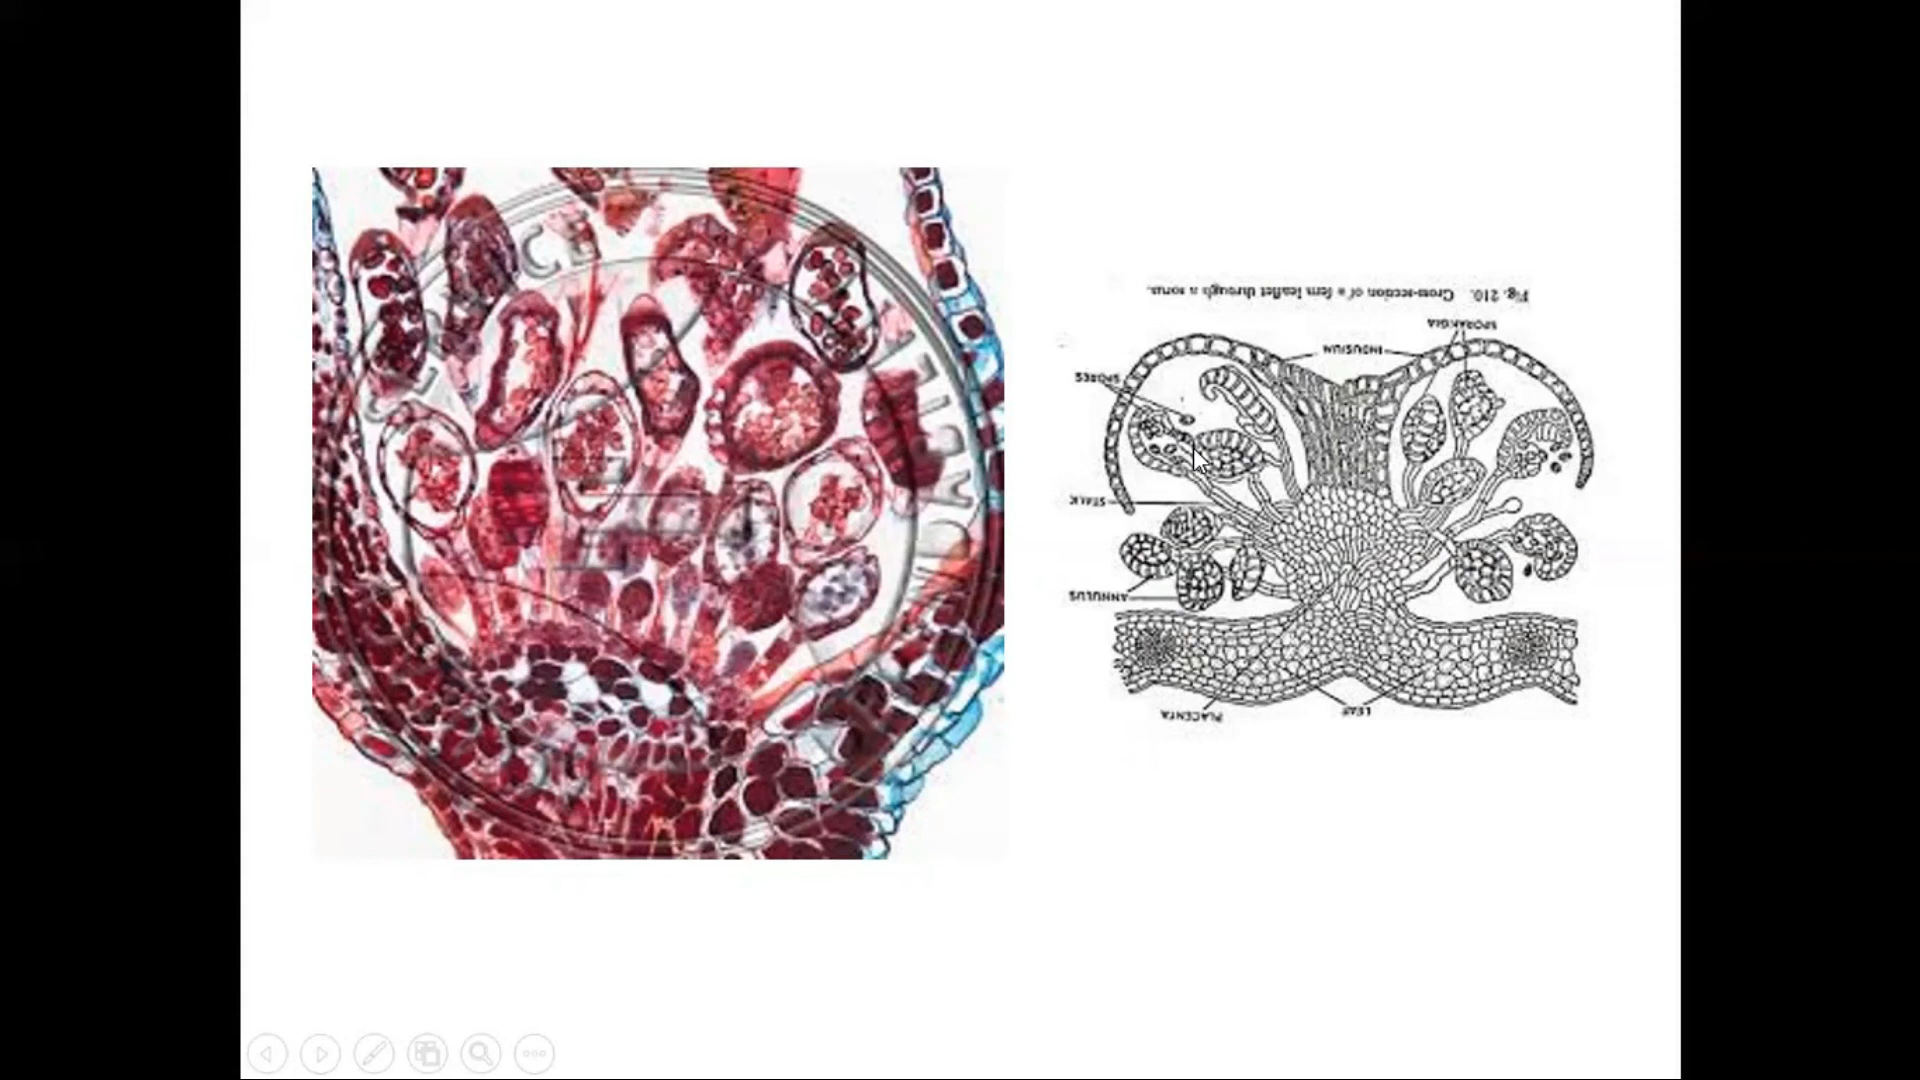 Fig. 210. Cross-section of a fern leaflet through a sorus.
SPORANGIA
INDUSIUM
SPORES
STALK
ANNULUS
PLACENTA
LEAF